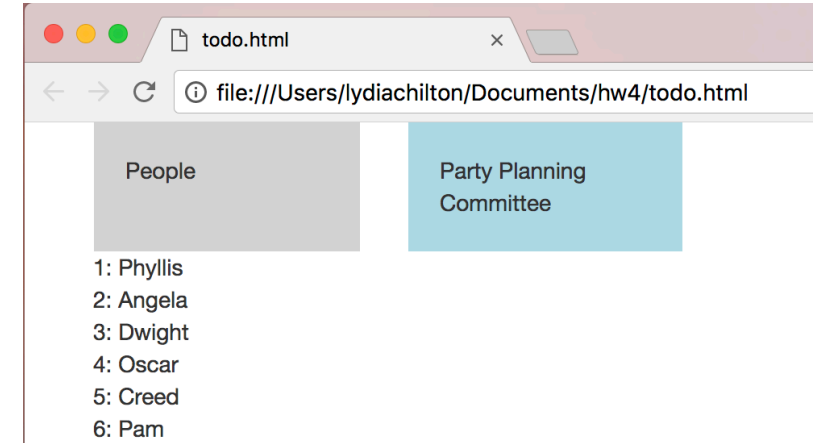 todo.html
file:///Users/lydiachilton/Documents/hw4/todo.html
People
Party Planning
Committee
1: Phyllis
2: Angela
3: Dwight
4: Oscar
5: Creed
6: Pam